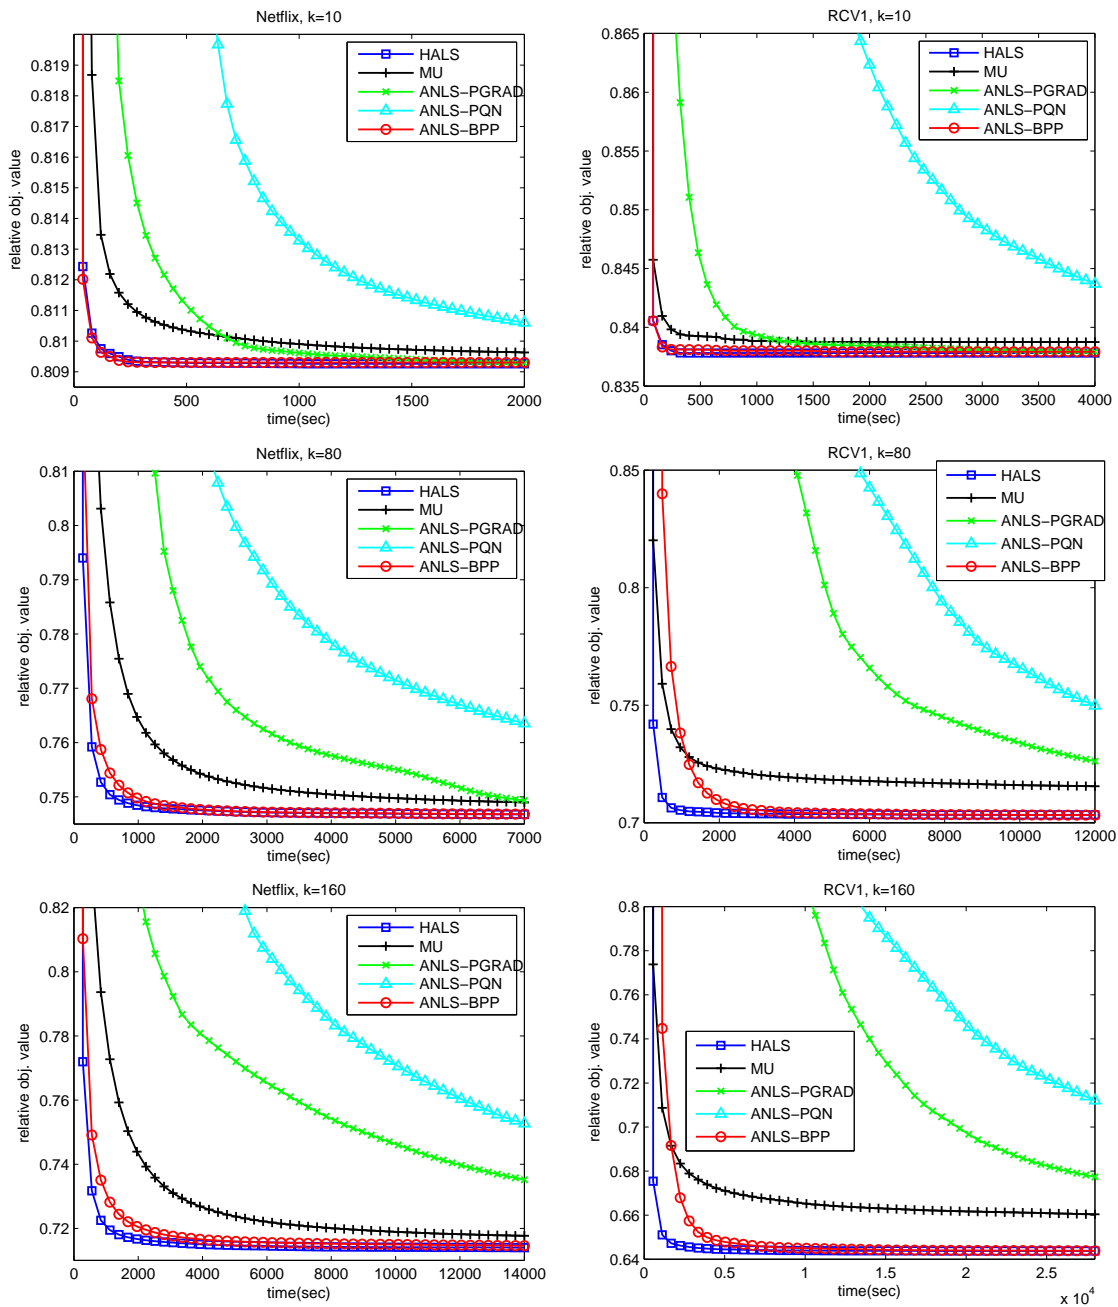 Netflix, k=10
relative obj. value
0.819
0.818
0.817
0.816
0.815
0.814
0.813
0.812
0.811
0.81
0.809
HALS
MU
ANLS-PGRAD
ANLS-PQN
ANLS-BPP
0 500 1000 1500 2000
time(sec)
RCV1, k=10
relative obj. value
0.865
0.86
0.855
0.85
0.845
0.84
0.835
HALS
MU
ANLS-PGRAD
ANLS-PQN
ANLS-BPP
0 500 1000 1500 2000 2500 3000 3500 4000
time(sec)
Netflix, k=80
relative obj. value
0.81
0.8
0.79
0.78
0.77
0.76
0.75
HALS
MU
ANLS-PGRAD
ANLS-PQN
ANLS-BPP
0 1000 2000 3000 4000 5000 6000 7000
time(sec)
RCV1, k=80
relative obj. value
0.85
0.8
0.75
0.7
HALS
MU
ANLS-PGRAD
ANLS-PQN
ANLS-BPP
0 2000 4000 6000 8000 10000 12000
time(sec)
Netflix, k=160
relative obj. value
0.82
0.8
0.78
0.76
0.74
0.72
HALS
MU
ANLS-PGRAD
ANLS-PQN
ANLS-BPP
0 2000 4000 6000 8000 10000 12000 14000
time(sec)
RCV1, k=160
relative obj. value
0.8
0.78
0.76
0.74
0.72
0.7
0.68
0.66
0.64
HALS
MU
ANLS-PGRAD
ANLS-PQN
ANLS-BPP
0 0.5 1 1.5 2 2.5
time(sec)
x 10^4